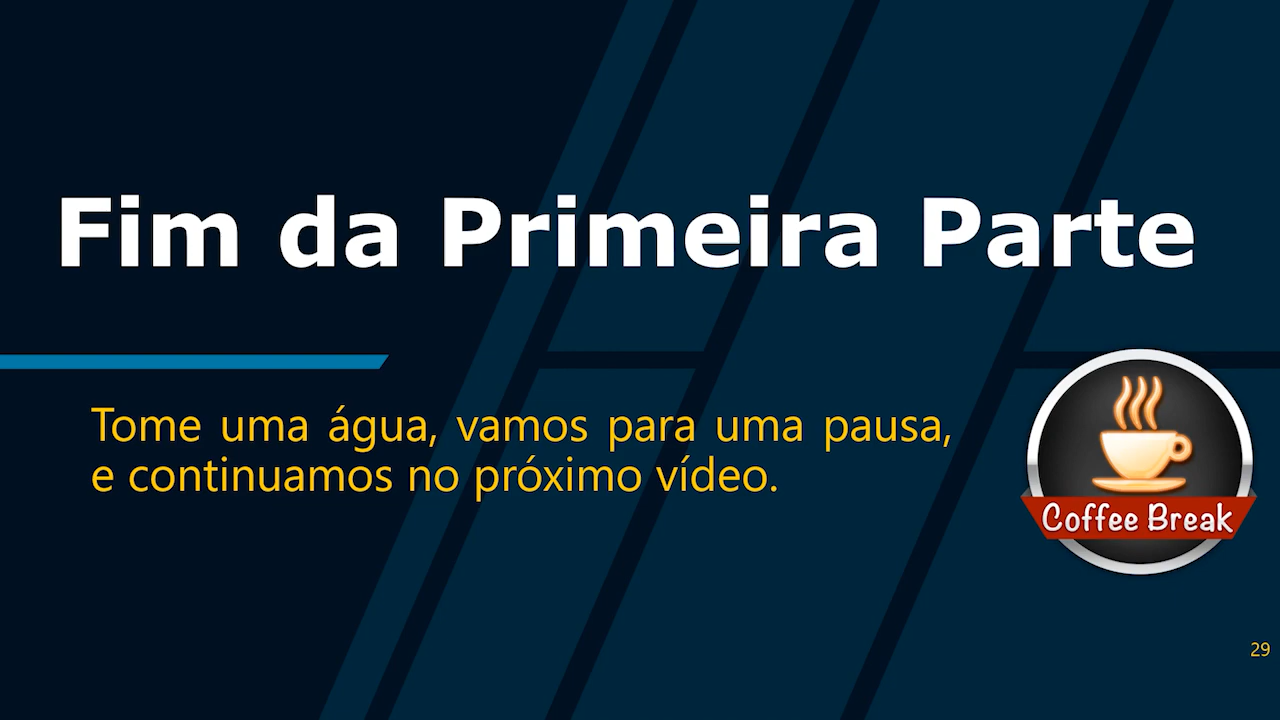 Fim da Primeira Parte
Tome uma água, vamos para uma pausa,
e continuamos no próximo vídeo.
Coffee Break
29